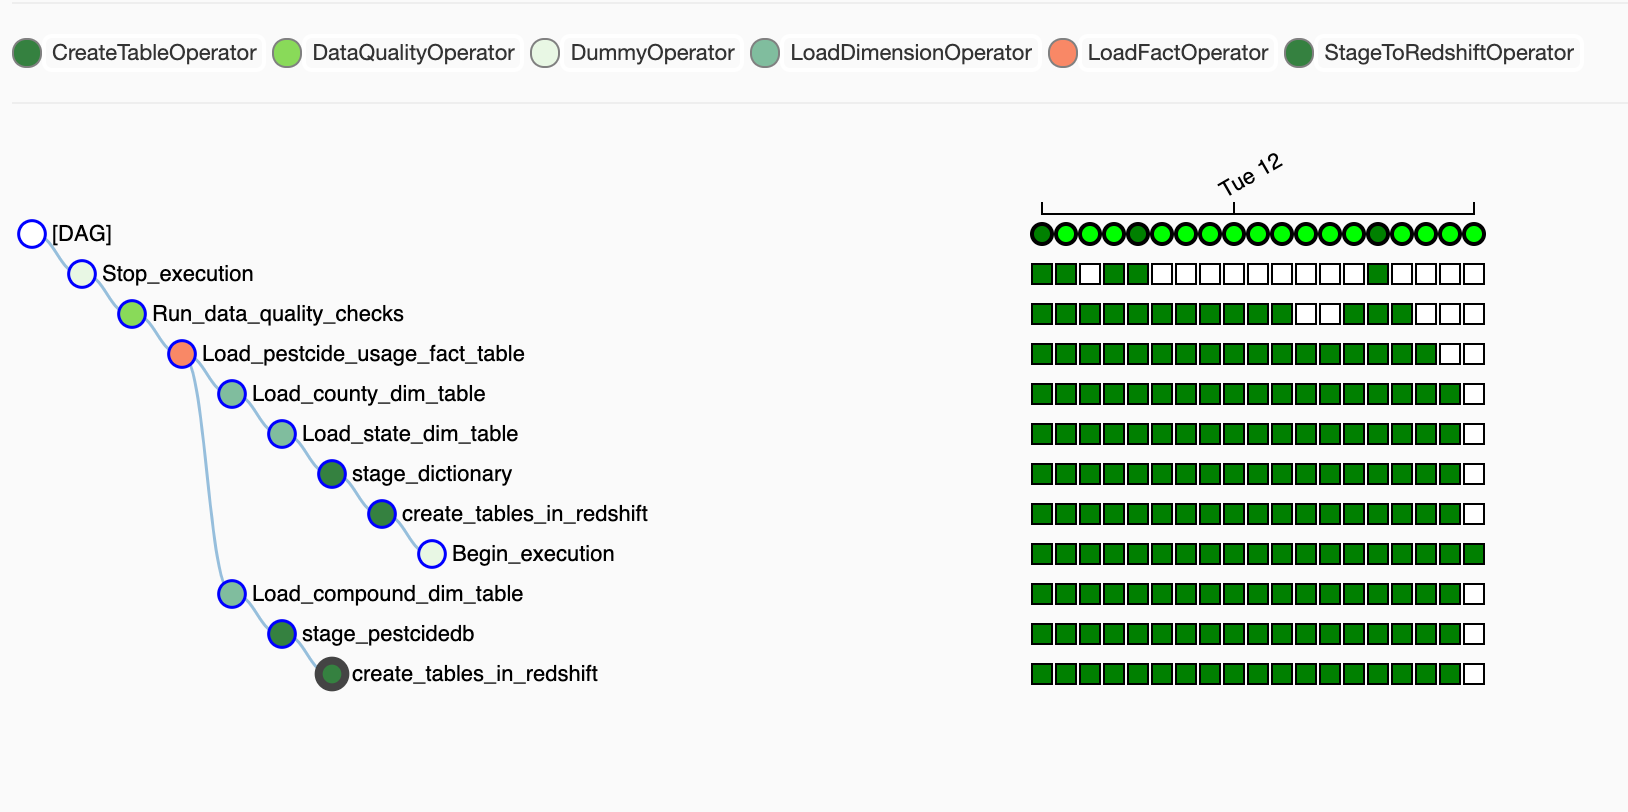 CreateTableOperator DataQualityOperator DummyOperator LoadDimensionOperator LoadFactOperator StageToRedshiftOperator
Tue 12
[DAG]
Stop_execution
Run_data_quality_checks
Load_pestcide_usage_fact_table
Load_county_dim_table
Load_state_dim_table
stage_dictionary
create_tables_in_redshift
Begin_execution
Load_compound_dim_table
stage_pestcidedb
create_tables_in_redshift